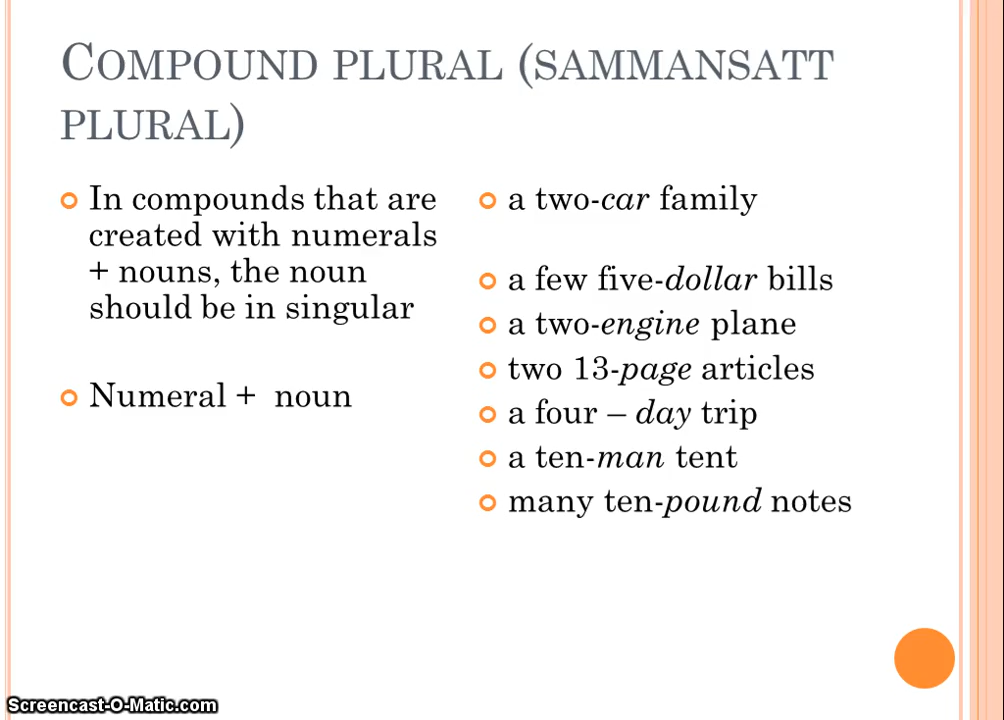 COMPOUND PLURAL (SAMMANSATT
PLURAL)
In compounds that are
created with numerals
+ nouns, the noun
should be in singular
Numeral + noun
a two-car family
a few five-dollar bills
a two-engine plane
two 13-page articles
a four – day trip
a ten-man tent
many ten-pound notes
Screencast-O-Matic.com